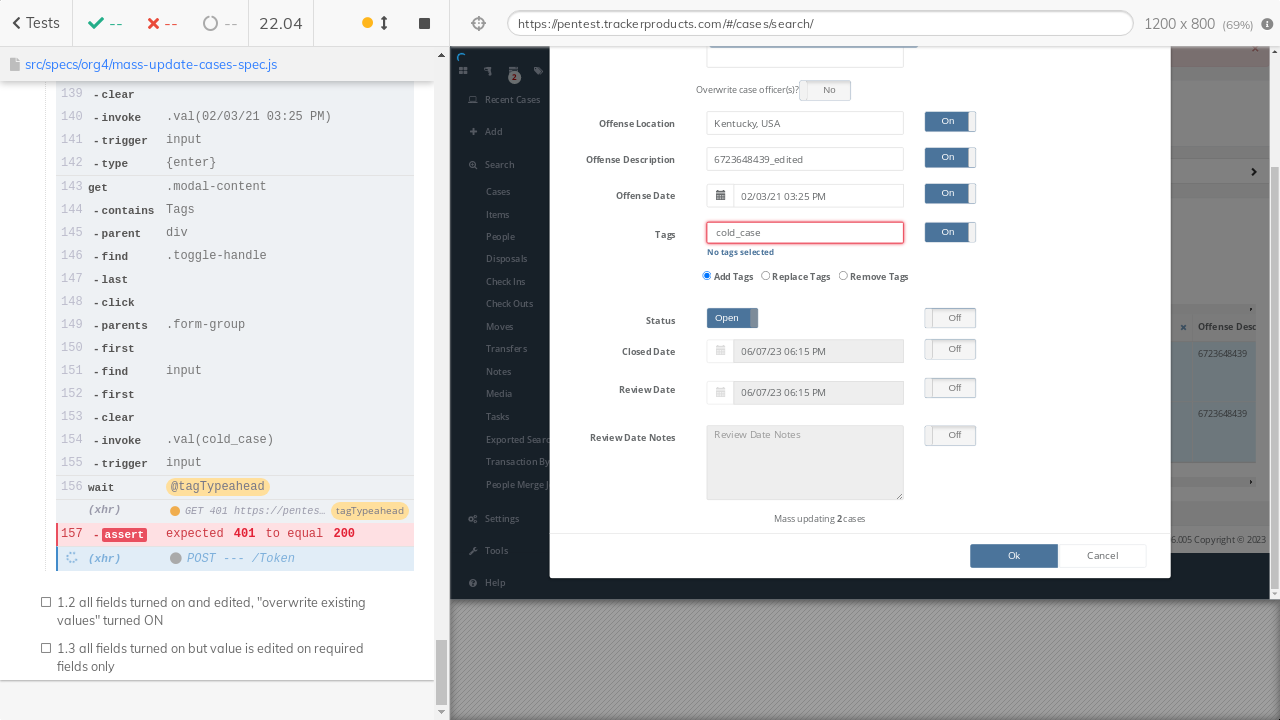 Tests
--
--
--
22.04
https://pentest.trackerproducts.com/#/cases/search/
1200 x 800 (69%)
src/specs/org4/mass-update-cases-spec.js
139 - clear
140 - invoke .val(02/03/21 03:25 PM)
141 - trigger input
142 - type {enter}
143 get .modal-content
144 - contains Tags
145 - parent div
146 - find .toggle-handle
147 - last
148 - click
149 - parents .form-group
150 - first
151 - find input
152 - first
153 - clear
154 - invoke .val(cold_case)
155 - trigger input
156 wait @tagTypeahead
(xhr) GET 401 https://pentes... tagTypeahead
157 - assert expected 401 to equal 200
(xhr) POST --- /Token
1.2 all fields turned on and edited, "overwrite existing
values" turned ON
1.3 all fields turned on but value is edited on required
fields only
2
Recent Cases
Add
Search
Cases
Items
People
Disposals
Check Ins
Check Outs
Moves
Transfers
Notes
Media
Tasks
Exported Searc
Transaction By
People Merge J
Settings
Tools
Help
Overwrite case officer(s)? No
Offense Location Kentucky, USA On
Offense Description 6723648439_edited On
Offense Date 02/03/21 03:25 PM On
Tags cold_case On
No tags selected
Add Tags Replace Tags Remove Tags
Status Open Off
Closed Date 06/07/23 06:15 PM Off
Review Date 06/07/23 06:15 PM Off
Review Date Notes Review Date Notes Off
Mass updating 2 cases
Ok Cancel
Offense Desc
6723648439
6723648439
6.005 Copyright © 2023